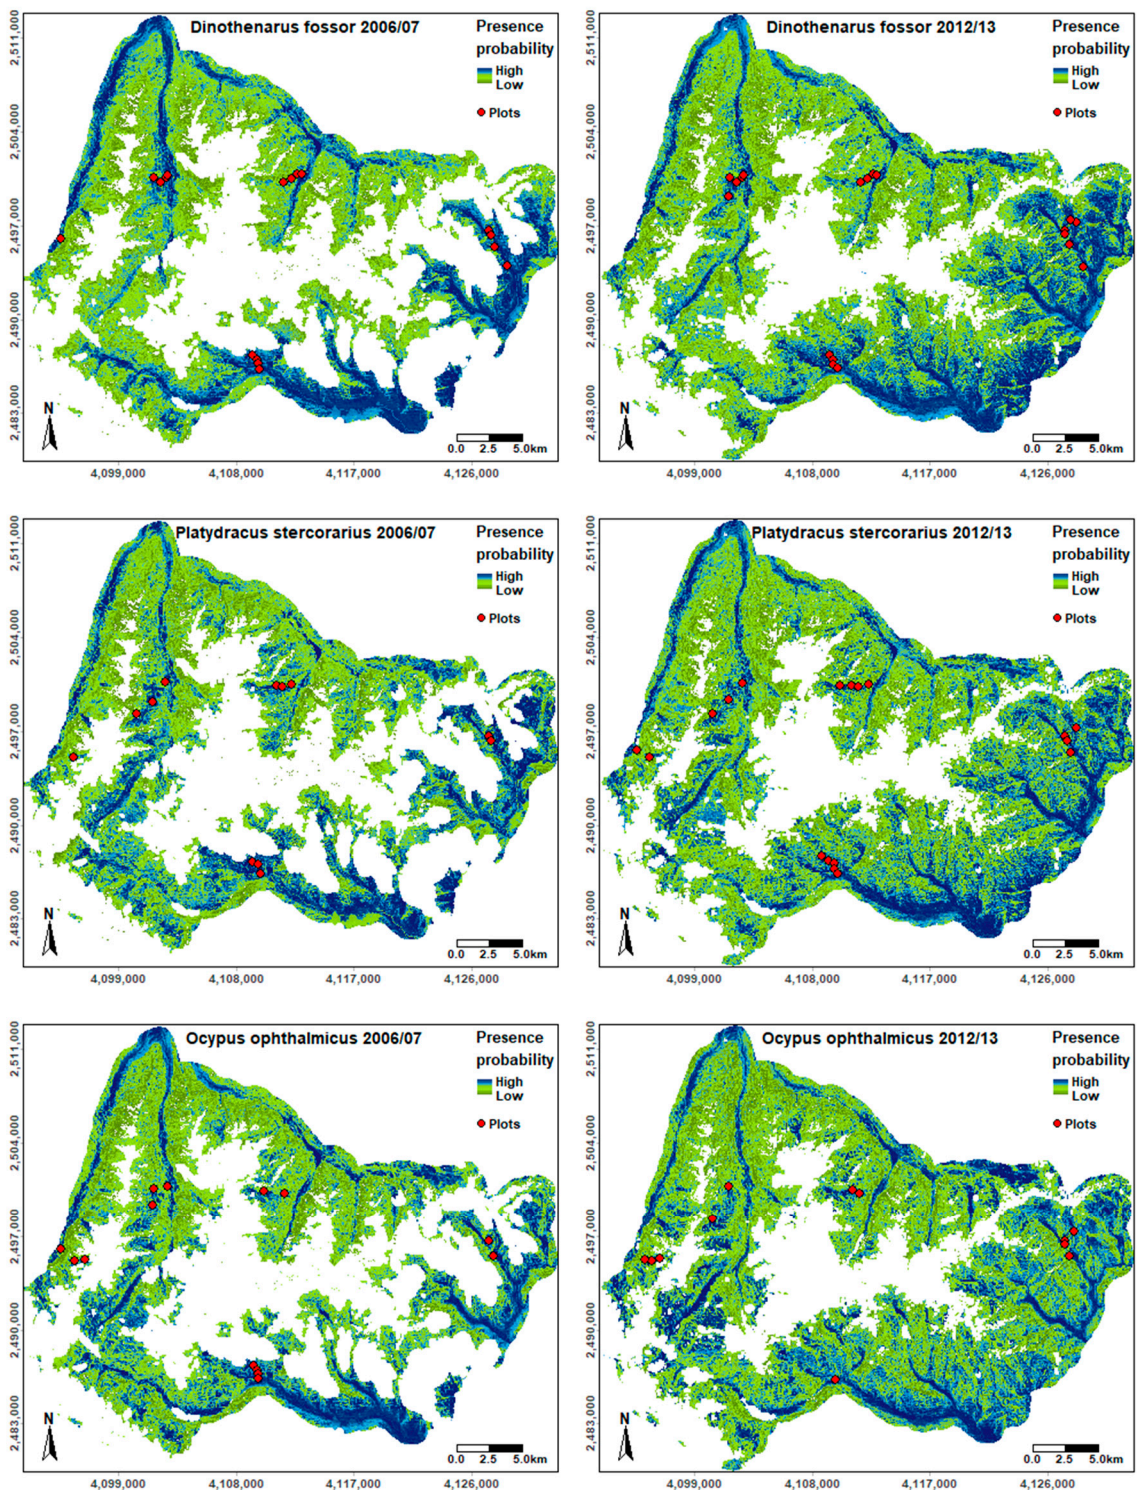 Dinothenarus fossor 2006/07
Presence
probability
High
Low
Plots
2,511,000
2,504,000
2,497,000
2,490,000
2,483,000
N
0.0 2.5 5.0km
4,099,000 4,108,000 4,117,000 4,126,000
Dinothenarus fossor 2012/13
Presence
probability
High
Low
Plots
2,511,000
2,504,000
2,497,000
2,490,000
2,483,000
N
0.0 2.5 5.0km
4,099,000 4,108,000 4,117,000 4,126,000
Platydracus stercorarius 2006/07
Presence
probability
High
Low
Plots
2,511,000
2,504,000
2,497,000
2,490,000
2,483,000
N
0.0 2.5 5.0km
4,099,000 4,108,000 4,117,000 4,126,000
Platydracus stercorarius 2012/13
Presence
probability
High
Low
Plots
2,511,000
2,504,000
2,497,000
2,490,000
2,483,000
N
0.0 2.5 5.0km
4,099,000 4,108,000 4,117,000 4,126,000
Ocypus ophthalmicus 2006/07
Presence
probability
High
Low
Plots
2,511,000
2,504,000
2,497,000
2,490,000
2,483,000
N
0.0 2.5 5.0km
4,099,000 4,108,000 4,117,000 4,126,000
Ocypus ophthalmicus 2012/13
Presence
probability
High
Low
Plots
2,511,000
2,504,000
2,497,000
2,490,000
2,483,000
N
0.0 2.5 5.0km
4,099,000 4,108,000 4,117,000 4,126,000